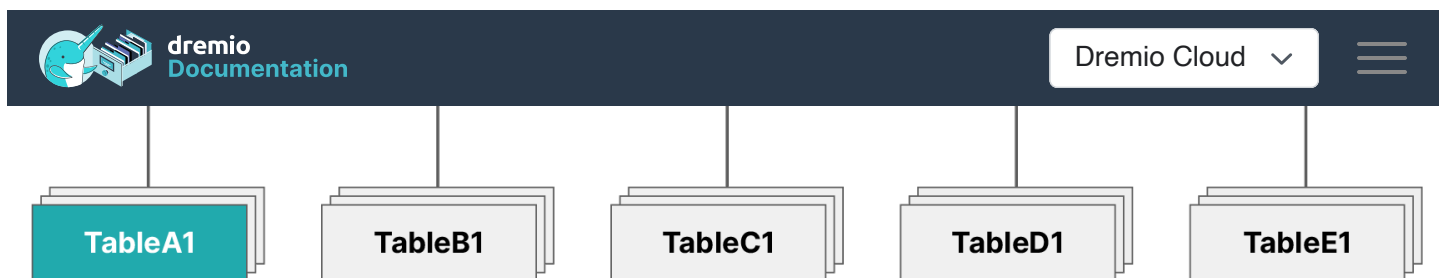 dremio
Documentation
Dremio Cloud
TableA1
TableB1
TableC1
TableD1
TableE1